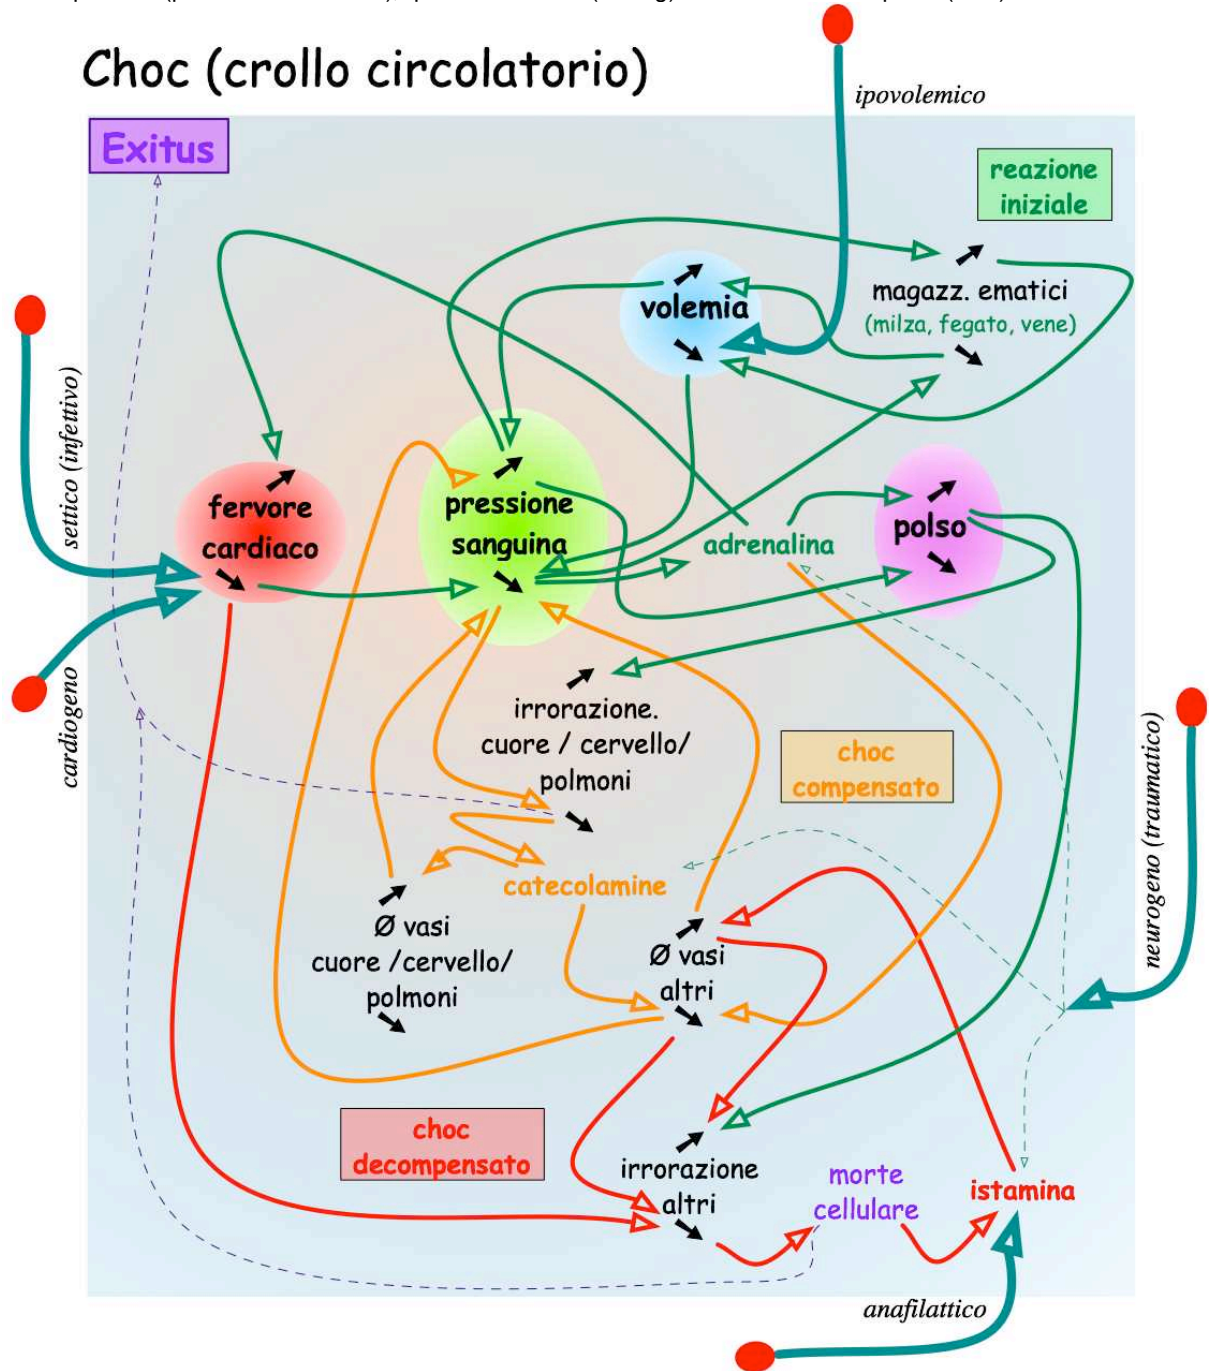 Choc (crollo circolatorio)
ipovolemico
Exitus
reazione
iniziale
volemia
magazz. ematici
(milza, fegato, vene)
settico (infettivo)
fervore
cardiaco
pressione
sanguina
adrenalina
polso
cardiogeno
irrorazione.
cuore / cervello/
polmoni
choc
compensato
neurogeno (traumatico)
catecolamine
Ø vasi
cuore /cervello/
polmoni
Ø vasi
altri
choc
decompensato
irrorazione
altri
morte
cellulare
istamina
anafilattico